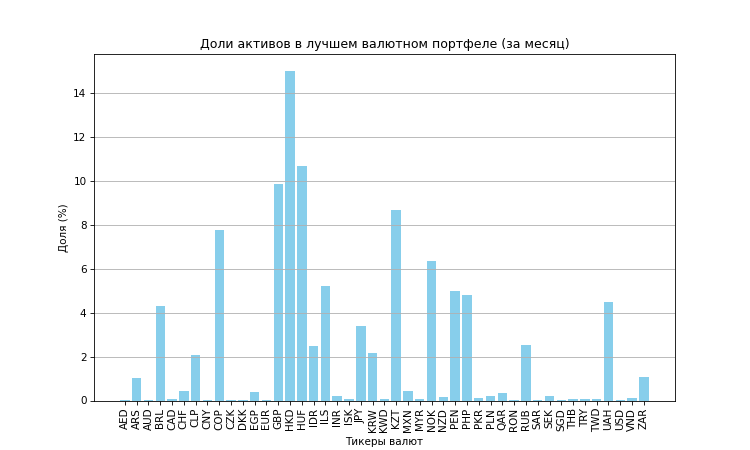 Доли активов в лучшем валютном портфеле (за месяц)
Доля (%)
14
12
10
8
6
4
2
0
AED ARS AUD BRL CAD CHF CLP CNY COP CZK DKK EGP EUR GBP HKD HUF IDR ILS INR ISK JPY KRW KWD KZT MXN MYR NOK NZD PEN PHP PKR PLN QAR RON RUB SAR SEK SGD THB TRY TWD UAH USD VND ZAR
Тикеры валют